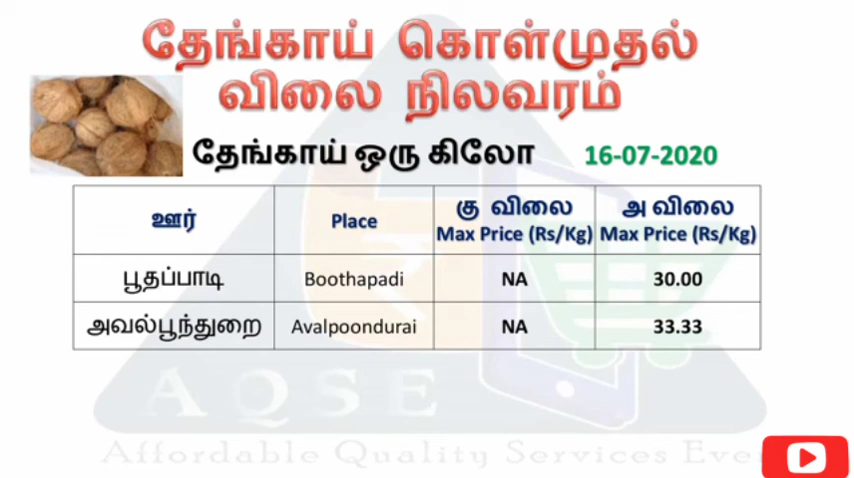 தேங்காய் கொள்முதல்
விலை நிலவரம்
தேங்காய் ஒரு கிலோ 16-07-2020
ஊர் Place கு விலை Max Price (Rs/Kg) அ விலை Max Price (Rs/Kg)
பூதப்பாடி Boothapadi NA 30.00
அவல்பூந்துறை Avalpoondurai NA 33.33
AQSE
Affordable Quality Services Eve